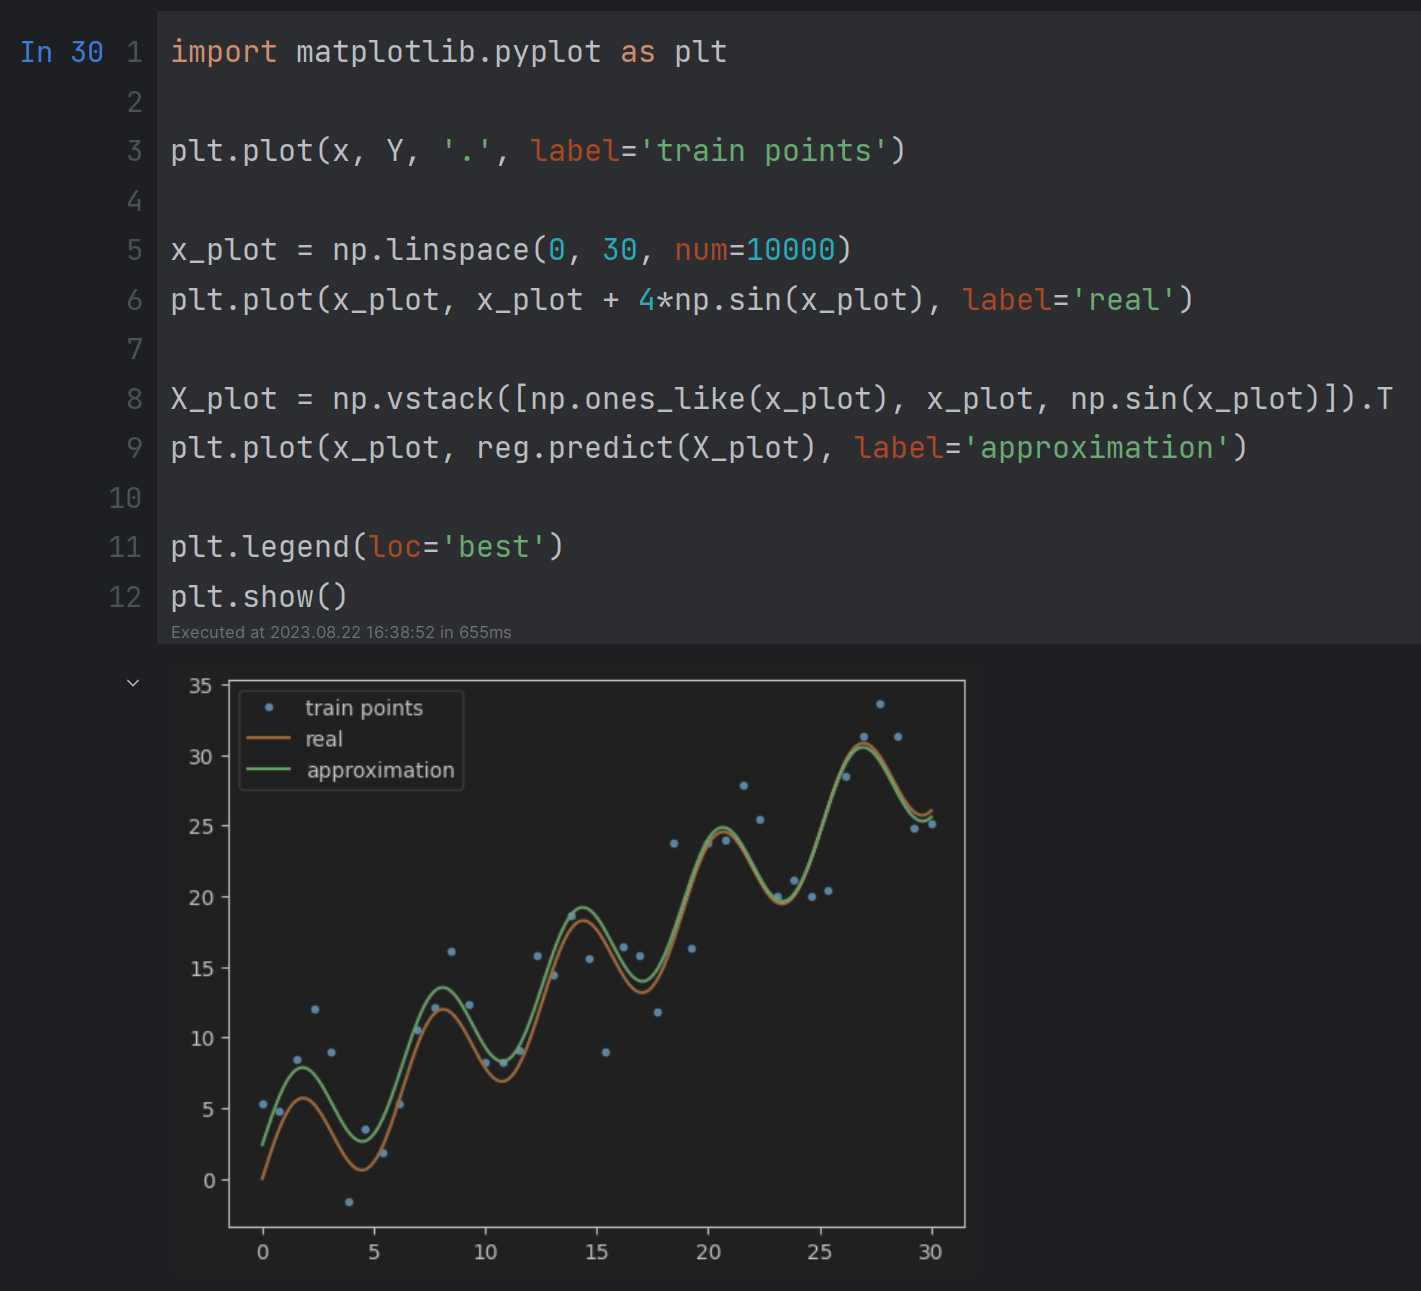 In 30 1 import matplotlib.pyplot as plt
2
3 plt.plot(x, Y, '.', label='train points')
4
5 x_plot = np.linspace(0, 30, num=10000)
6 plt.plot(x_plot, x_plot + 4*np.sin(x_plot), label='real')
7
8 X_plot = np.vstack([np.ones_like(x_plot), x_plot, np.sin(x_plot)]).T
9 plt.plot(x_plot, reg.predict(X_plot), label='approximation')
10
11 plt.legend(loc='best')
12 plt.show()
Executed at 2023.08.22 16:38:52 in 655ms
35
train points
real
30
approximation
25
20
15
10
5
0
0 5 10 15 20 25 30